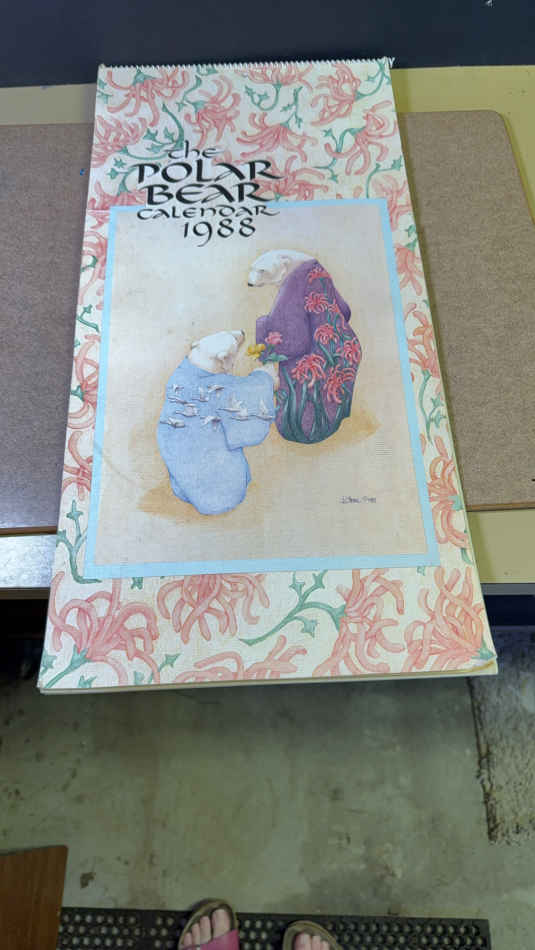 the
POLAR
BEAR
CALENDAR
1988